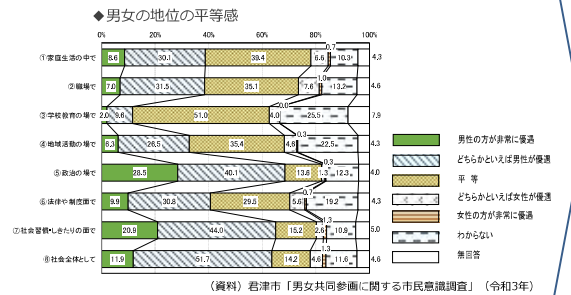 ◆男女の地位の平等感
0% 20% 40% 60% 80% 100%
①家庭生活の中で 8.6 30.1 39.4 6.6 0.7 10.3 4.3
②職場で 7.0 31.5 35.1 7.6 1.0 13.2 4.6
③学校教育の場で 2.0 9.6 51.0 4.0 0.0 25.5 7.9
④地域活動の場で 6.3 26.5 35.4 4.6 0.3 22.5 4.3
⑤政治の場で 28.5 40.1 13.8 1.3 0.3 12.3 4.0
⑥法律や制度面で 9.9 30.8 29.5 5.6 0.7 19.2 4.3
⑦社会習慣・しきたりの面で 20.9 44.0 15.2 2.6 1.3 10.9 5.0
⑧社会全体として 11.9 51.7 14.2 4.6 1.3 11.6 4.6
男性の方が非常に優遇
どちらかといえば男性が優遇
平 等
どちらかといえば女性が優遇
女性の方が非常に優遇
わからない
無回答
(資料)君津市「男女共同参画に関する市民意識調査」(令和3年)